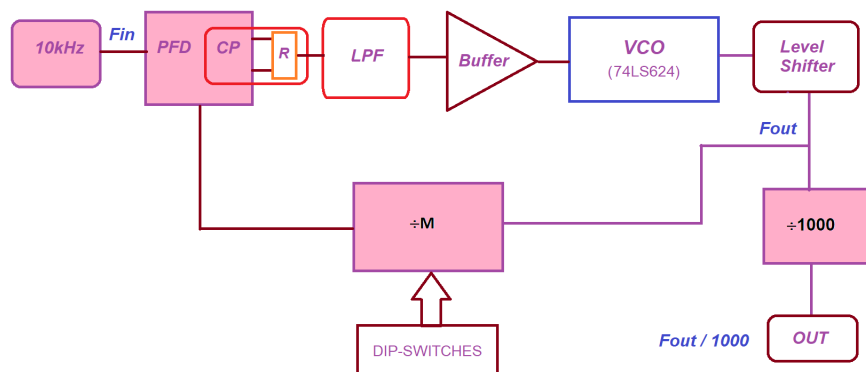 10kHz
Fin
PFD
CP
R
LPF
Buffer
VCO
(74LS624)
Level
Shifter
Fout
÷M
÷1000
DIP-SWITCHES
Fout / 1000
OUT